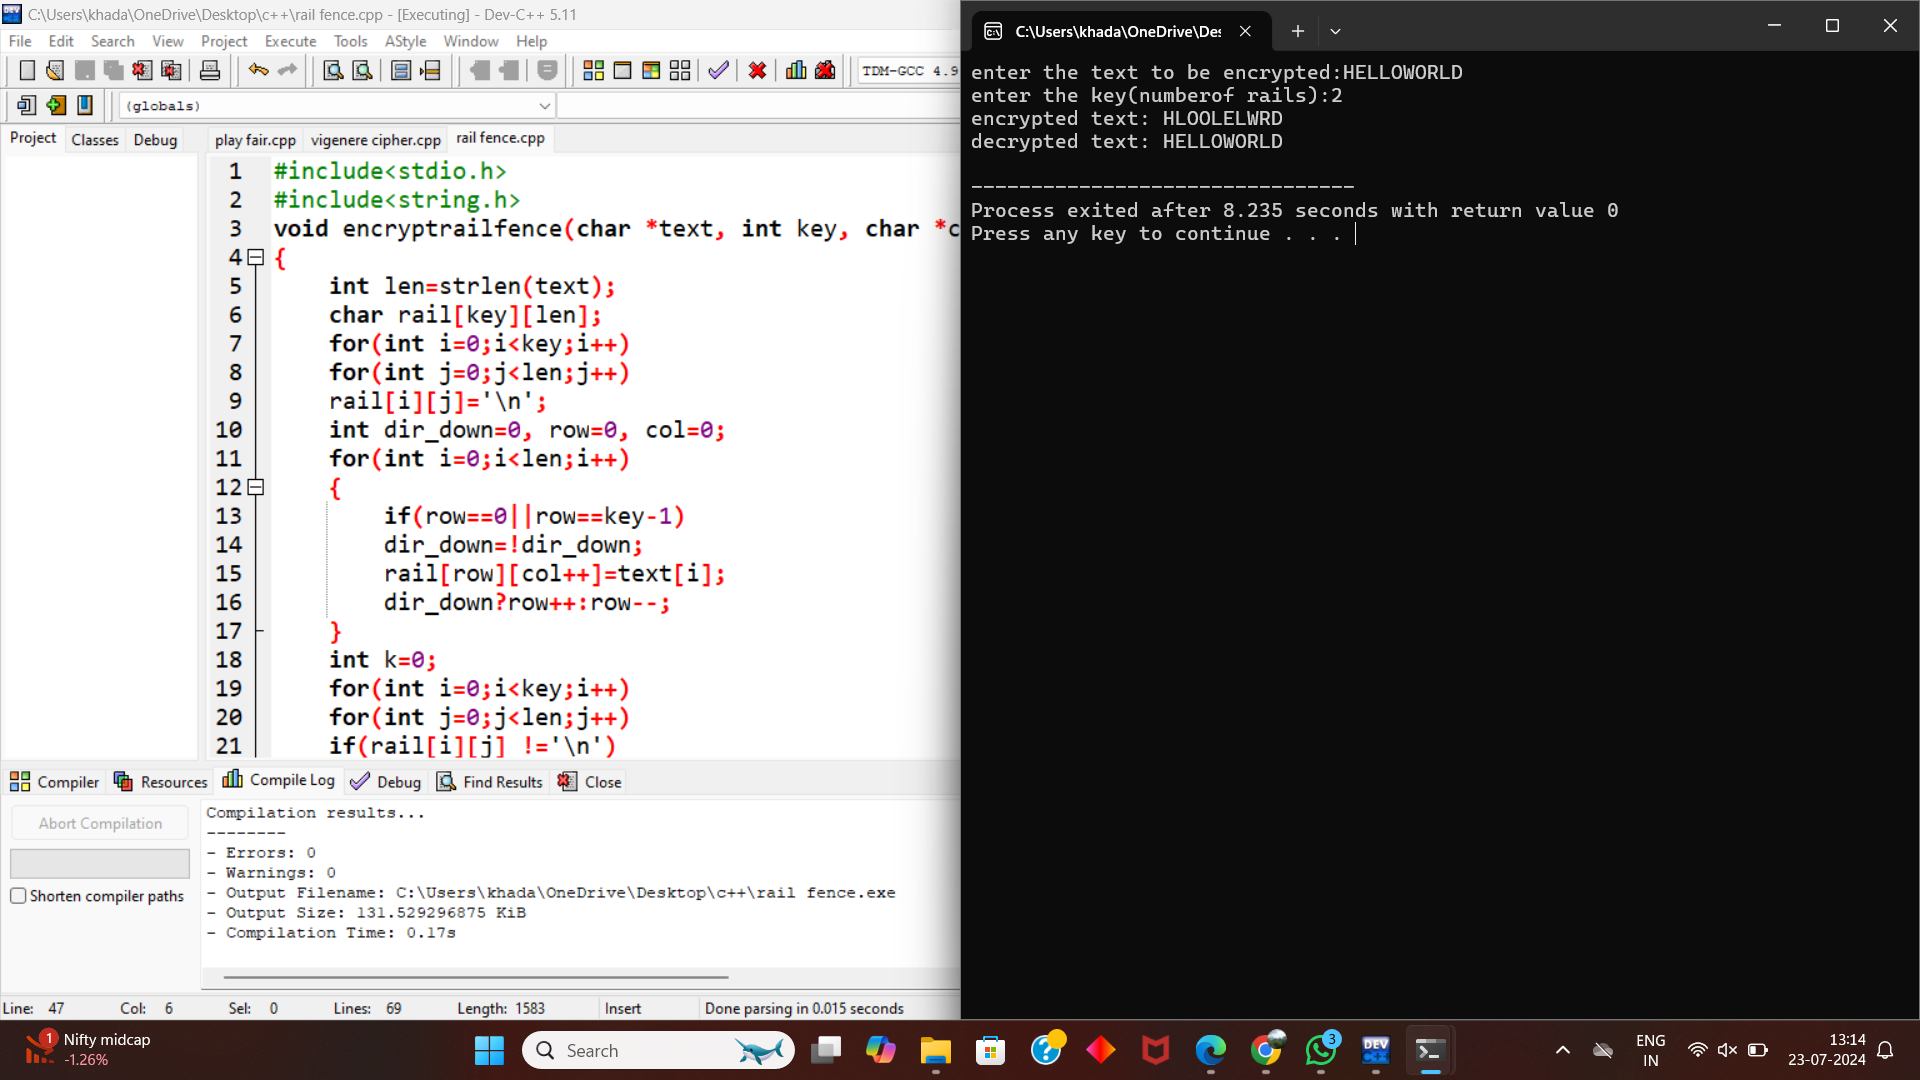 C:\Users\khada\OneDrive\Desktop\c++\rail fence.cpp - [Executing] - Dev-C++ 5.11
File Edit Search View Project Execute Tools AStyle Window Help
TDM-GCC 4.9
(globals)
Project Classes Debug
play fair.cpp vigenere cipher.cpp rail fence.cpp
1 #include<stdio.h>
2 #include<string.h>
3 void encryptrailfence(char *text, int key, char *c
4 {
5 int len=strlen(text);
6 char rail[key][len];
7 for(int i=0;i<key;i++)
8 for(int j=0;j<len;j++)
9 rail[i][j]='\n';
10 int dir_down=0, row=0, col=0;
11 for(int i=0;i<len;i++)
12 {
13 if(row==0||row==key-1)
14 dir_down=!dir_down;
15 rail[row][col++]=text[i];
16 dir_down?row++:row--;
17 }
18 int k=0;
19 for(int i=0;i<key;i++)
20 for(int j=0;j<len;j++)
21 if(rail[i][j] !='\n')
Compiler Resources Compile Log Debug Find Results Close
Abort Compilation
Shorten compiler paths
Compilation results...
--------
- Errors: 0
- Warnings: 0
- Output Filename: C:\Users\khada\OneDrive\Desktop\c++\rail fence.exe
- Output Size: 131.529296875 KiB
- Compilation Time: 0.17s
Line: 47 Col: 6 Sel: 0 Lines: 69 Length: 1583 Insert Done parsing in 0.015 seconds
C:\Users\khada\OneDrive\Des
enter the text to be encrypted:HELLOWORLD
enter the key(numberof rails):2
encrypted text: HLOOLELWRD
decrypted text: HELLOWORLD
--------------------------------
Process exited after 8.235 seconds with return value 0
Press any key to continue . . .
1
Nifty midcap
-1.26%
Search
3
DEV
C++
ENG
IN
13:14
23-07-2024